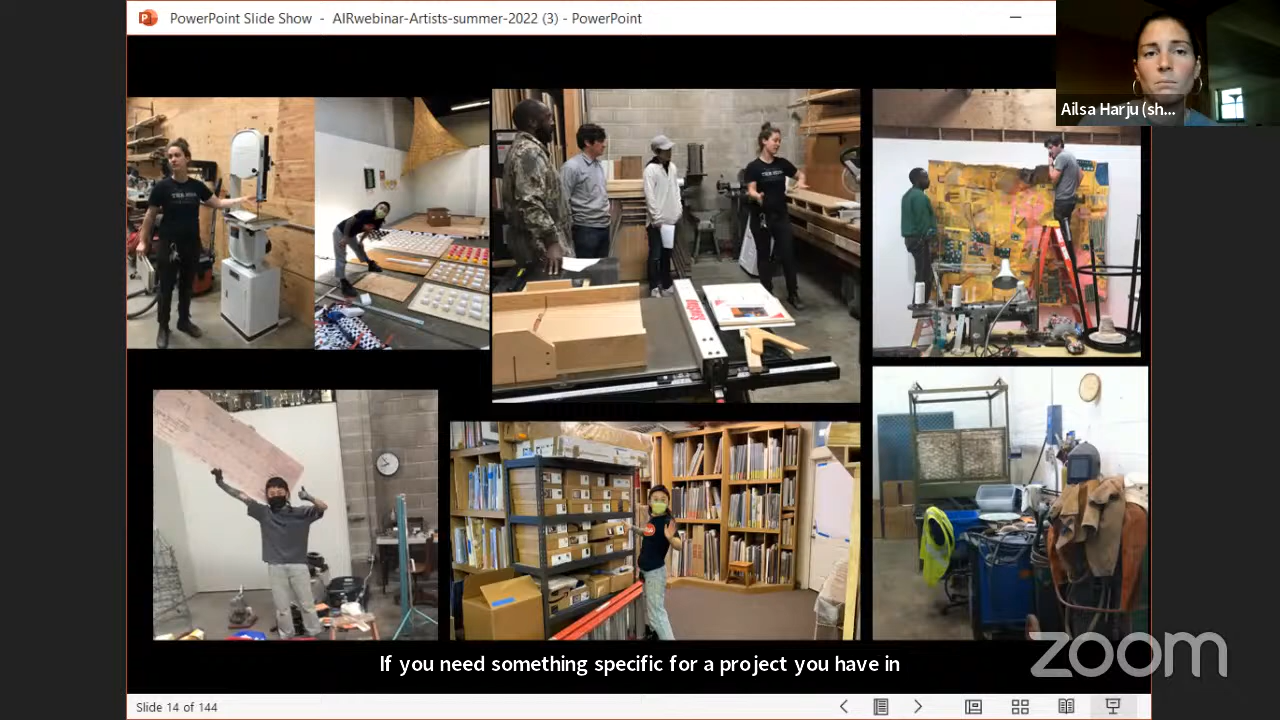 PowerPoint Slide Show - AIRwebinar-Artists-summer-2022 (3) - PowerPoint
Ailsa Harju (sh...
SAWSTOP
If you need something specific for a project you have in
zoom
Slide 14 of 144